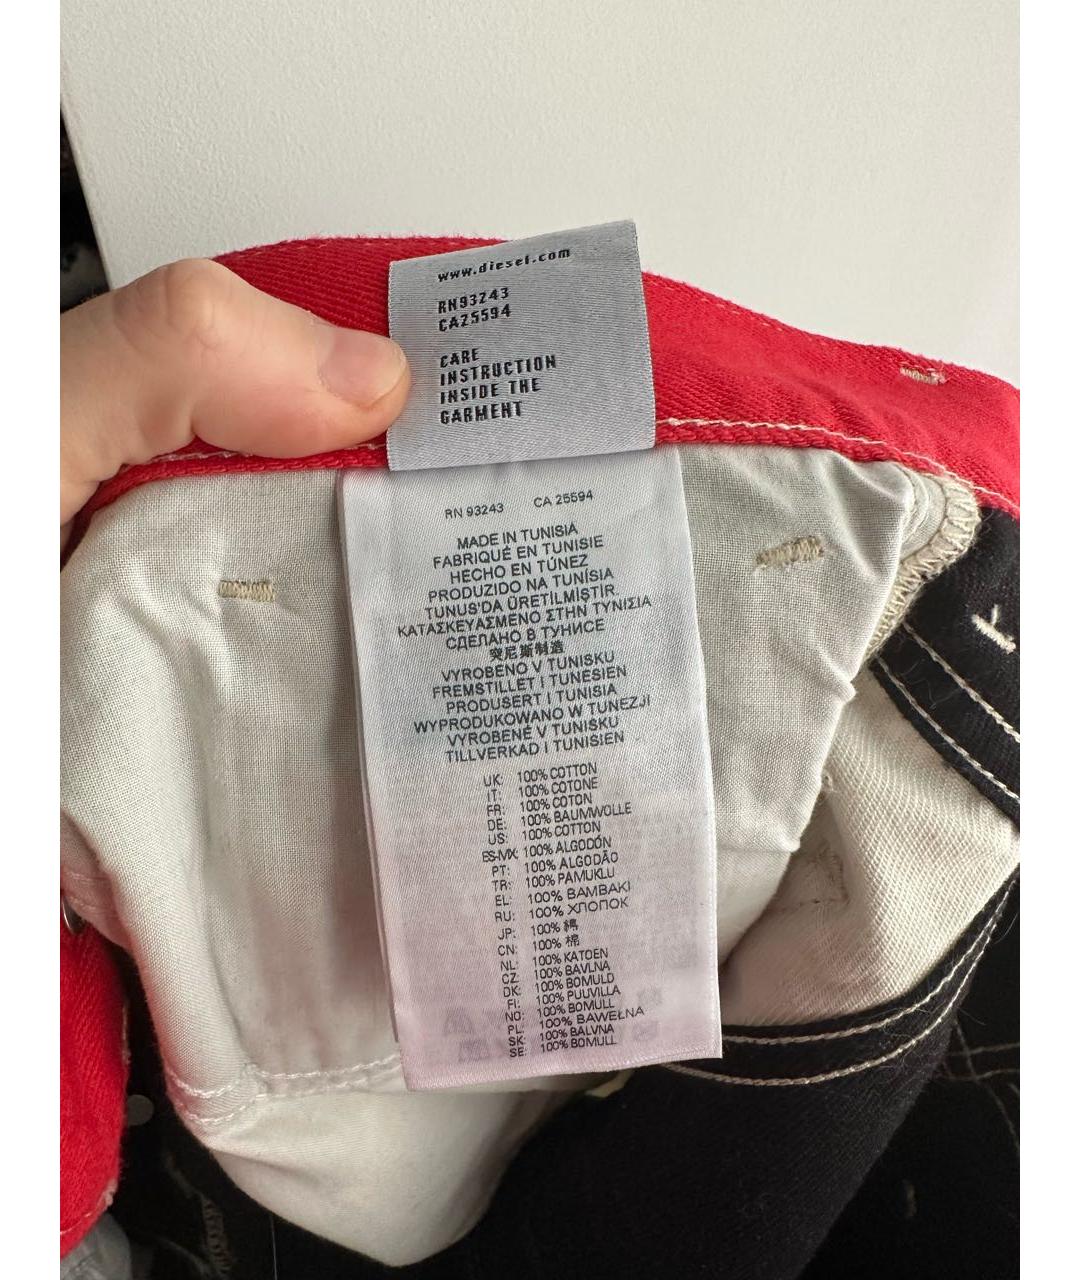 www.diesel.com
RN93243
CA25594
CARE
INSTRUCTION
INSIDE THE
GARMENT
RN 93243 CA 25594
MADE IN TUNISIA
FABRIQUÉ EN TUNISIE
HECHO EN TÚNEZ
PRODUZIDO NA TUNÍSIA
TUNUS'DA ÜRETILMİŞTİR
ΚΑΤΑΣΚΕΥΑΣΜΕΝΟ ΣΤΗΝ ΤΥΝΙΣΙΑ
СДЕЛАНО В ТУНИСЕ
突尼斯制造
VYROBENO V TUNISKU
FREMSTILLET I TUNESIEN
PRODUSERT I TUNISIA
WYPRODUKOWANO W TUNEZJI
VYROBENÉ V TUNISKU
TILLVERKAD I TUNISIEN
UK: 100% COTTON
IT: 100% COTONE
FR: 100% COTON
DE: 100% BAUMWOLLE
US: 100% COTTON
ES-MX: 100% ALGODÓN
PT: 100% ALGODÃO
TR: 100% PAMUKLU
EL: 100% ΒΑΜΒΑΚΙ
RU: 100% ХЛОПОК
JP: 100% 綿
CN: 100% 棉
NL: 100% KATOEN
CZ: 100% BAVLNA
DK: 100% BOMULD
FI: 100% PUUVILLA
NO: 100% BOMULL
PL: 100% BAWEŁNA
SK: 100% BALVNA
SE: 100% BOMULL